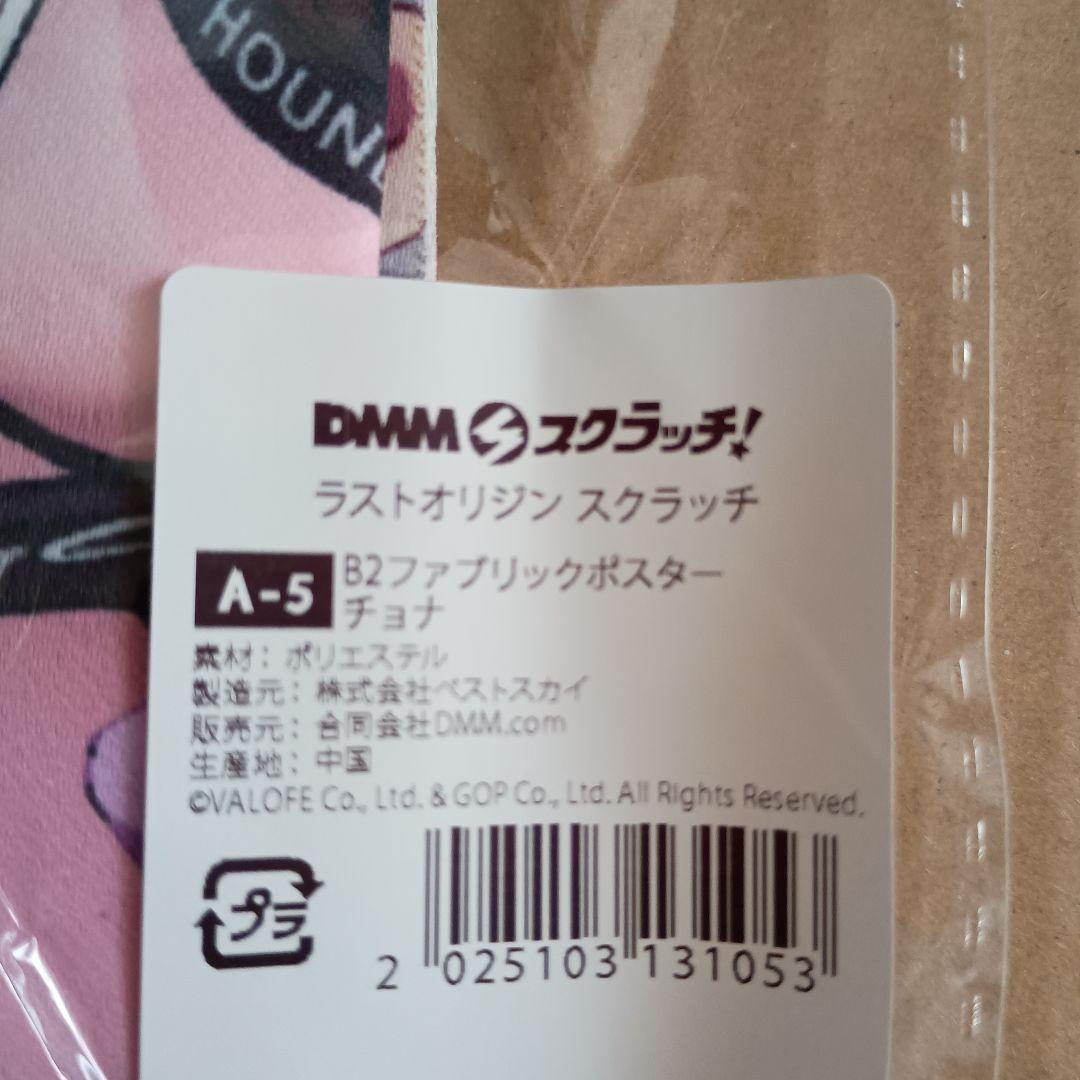 HOUN
DMMスクラッチ!
ラストオリジン スクラッチ
A-5 B2ファブリックポスター
チョナ
素材：ポリエステル
製造元：株式会社ベストスカイ
販売元：合同会社DMM.com
生産地：中国
©VALOFE Co., Ltd. & GOP Co., Ltd. All Rights Reserved.
プラ
2 025103 131053